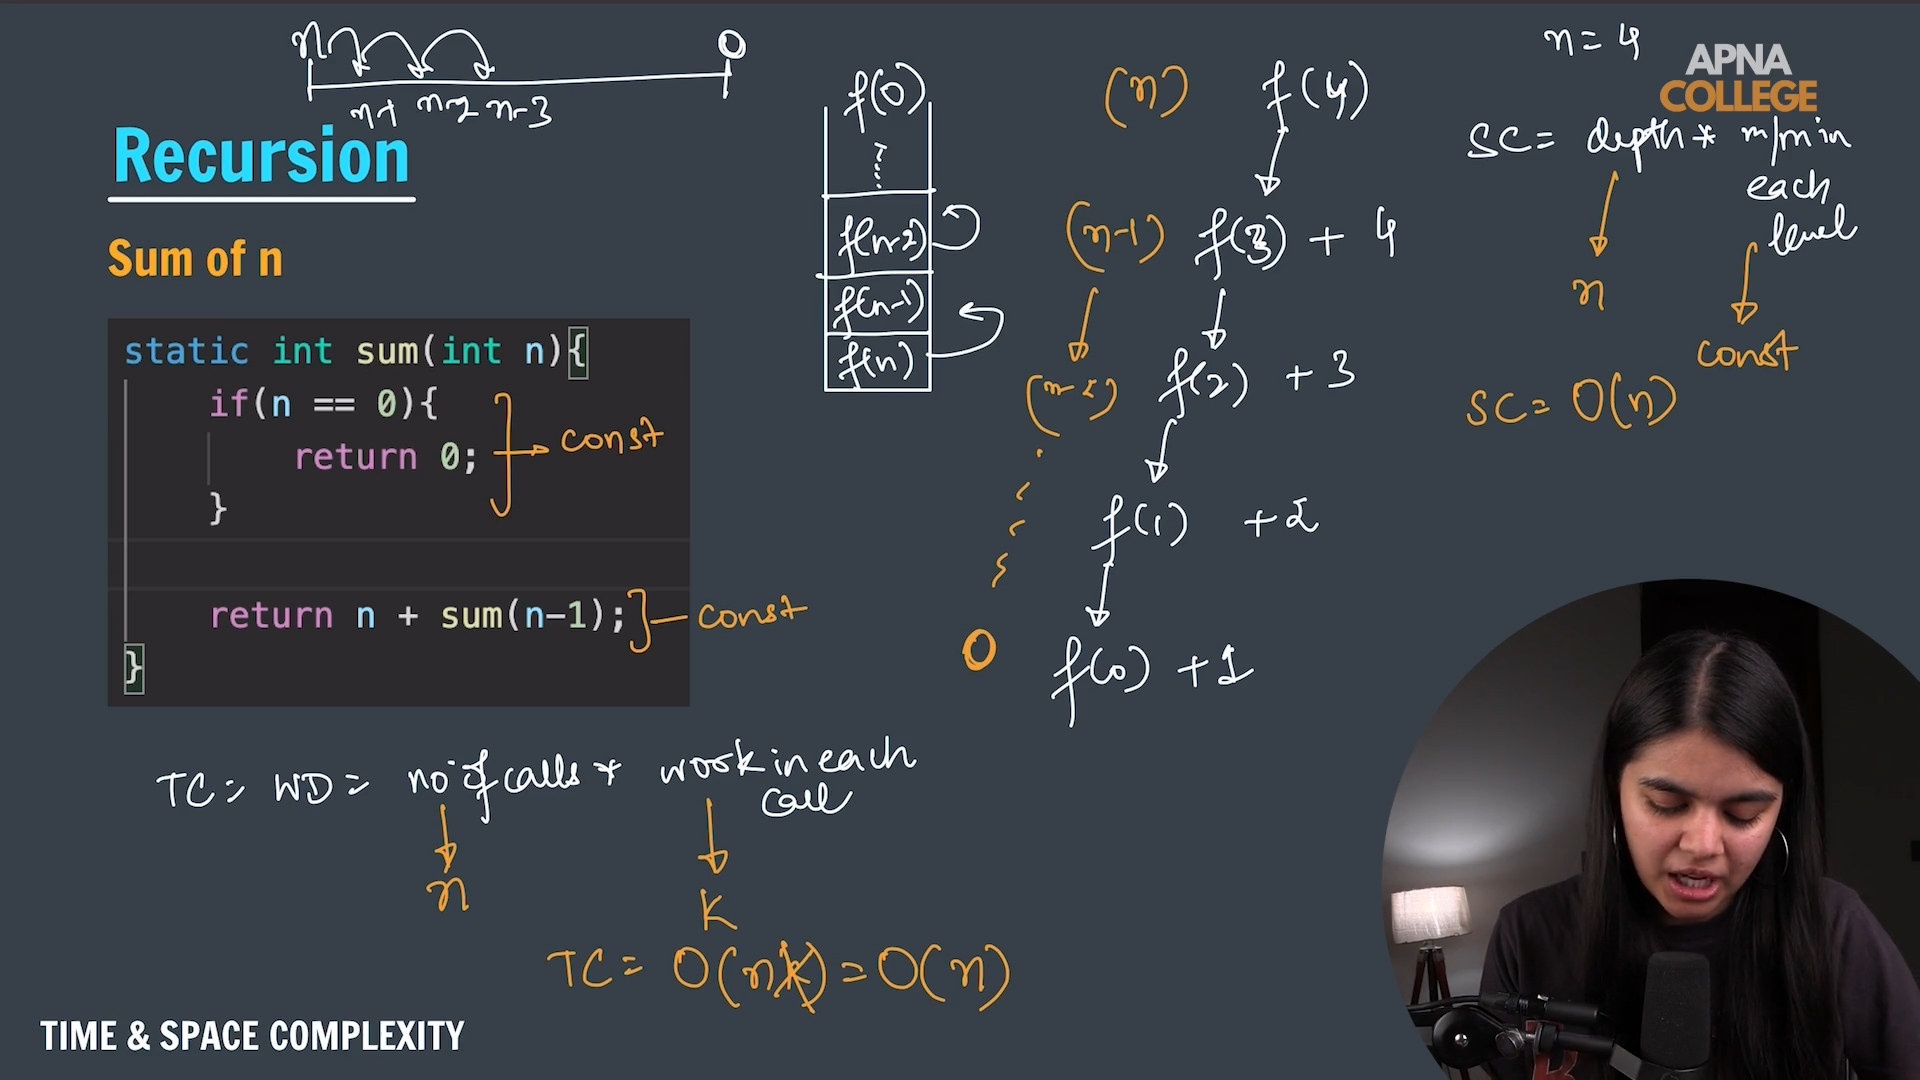 n 0
n-1 n-2 n-3
Recursion
Sum of n
static int sum(int n){
if(n == 0){
return 0;
}
return n + sum(n-1);
}
const
const
f(0)
f(n-2)
f(n-1)
f(n)
(n) f(4)
(n-1) f(3) + 4
f(2) + 3
f(1) + 2
0 f(0) + 1
n = 4
APNA
COLLEGE
SC = depth * m/m in
each
level
n
const
SC = O(n)
TC = WD = no of calls * work in each
call
n
K
TC = O(nk) = O(n)
TIME & SPACE COMPLEXITY